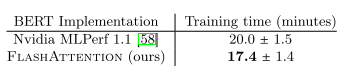 BERT Implementation Training time (minutes)
Nvidia MLPerf 1.1 [58] 20.0 ± 1.5
FLASHATTENTION (ours) 17.4 ± 1.4